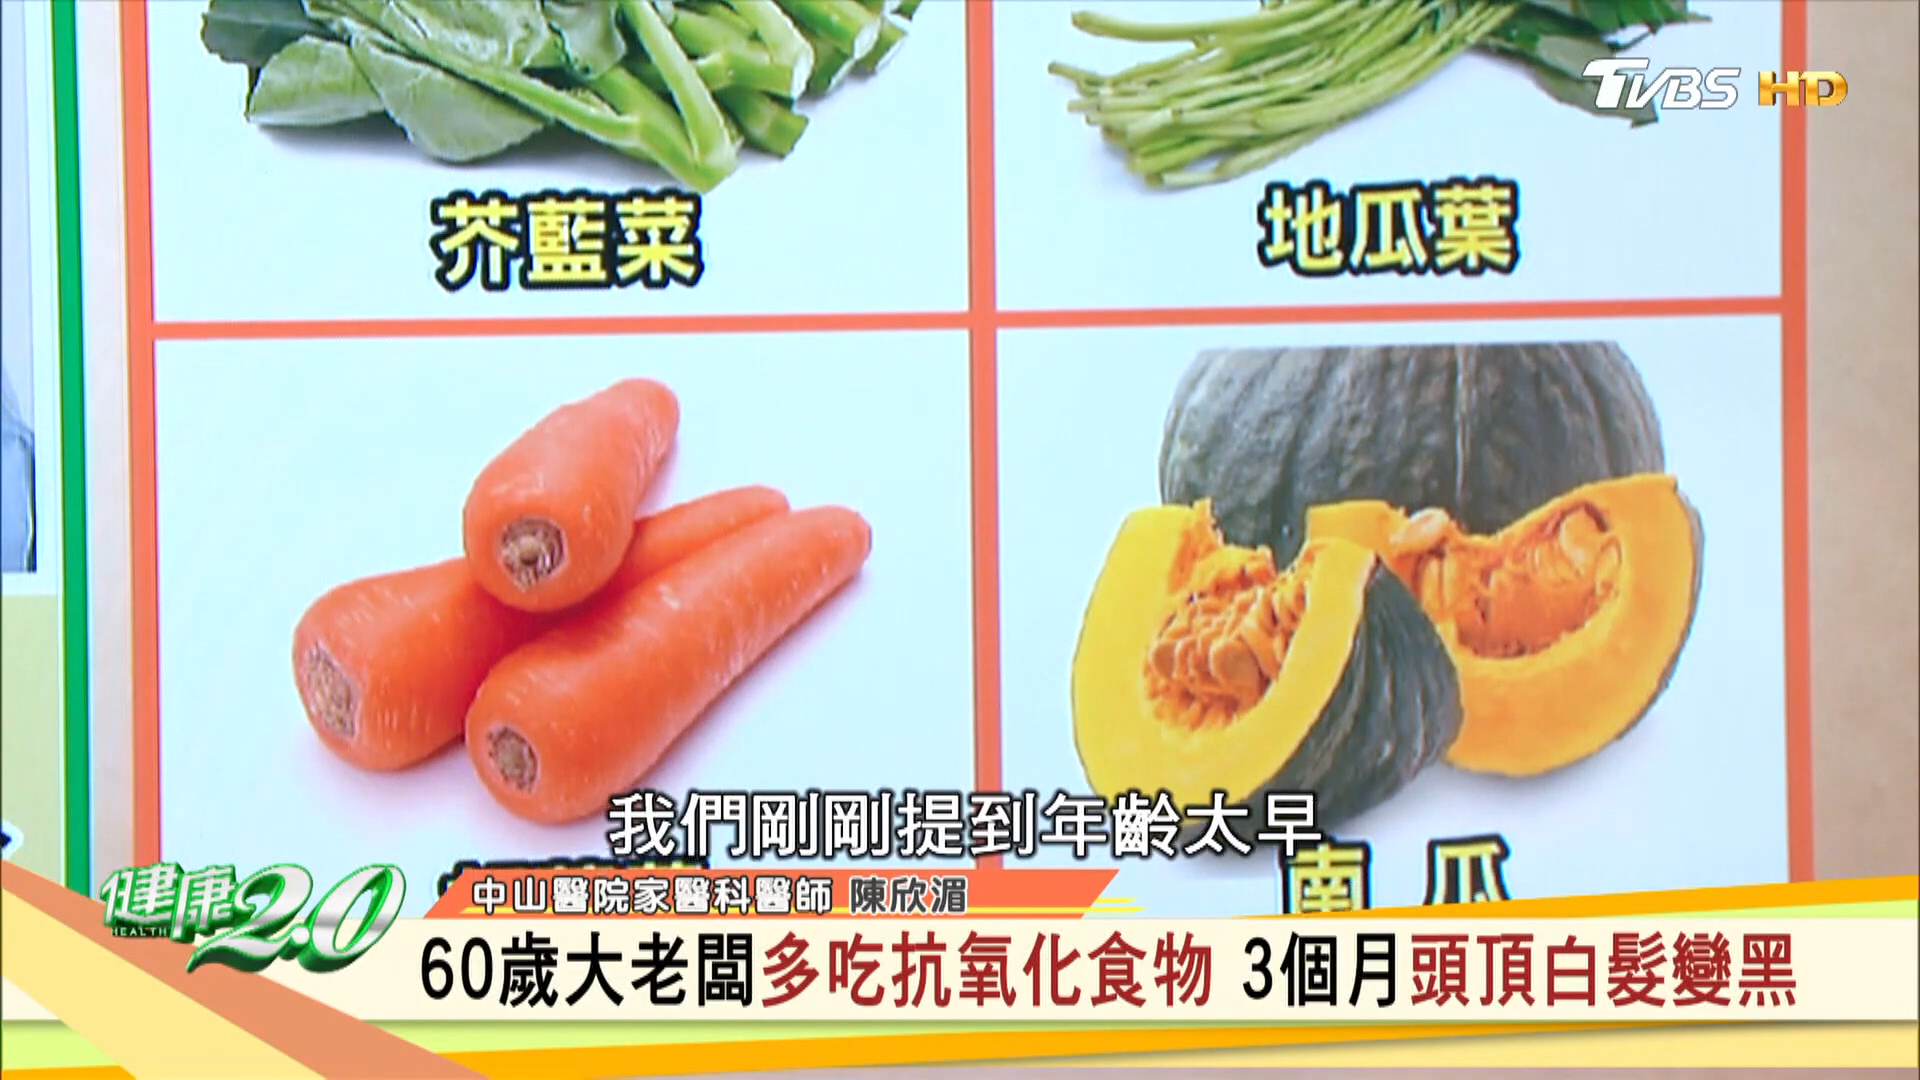 TVBS HD
芥藍菜
地瓜葉
我們剛剛提到年齡太早
南瓜
健康2.0
HEALTH
中山醫院家醫科醫師 陳欣湄
60歲大老闆多吃抗氧化食物 3個月頭頂白髮變黑